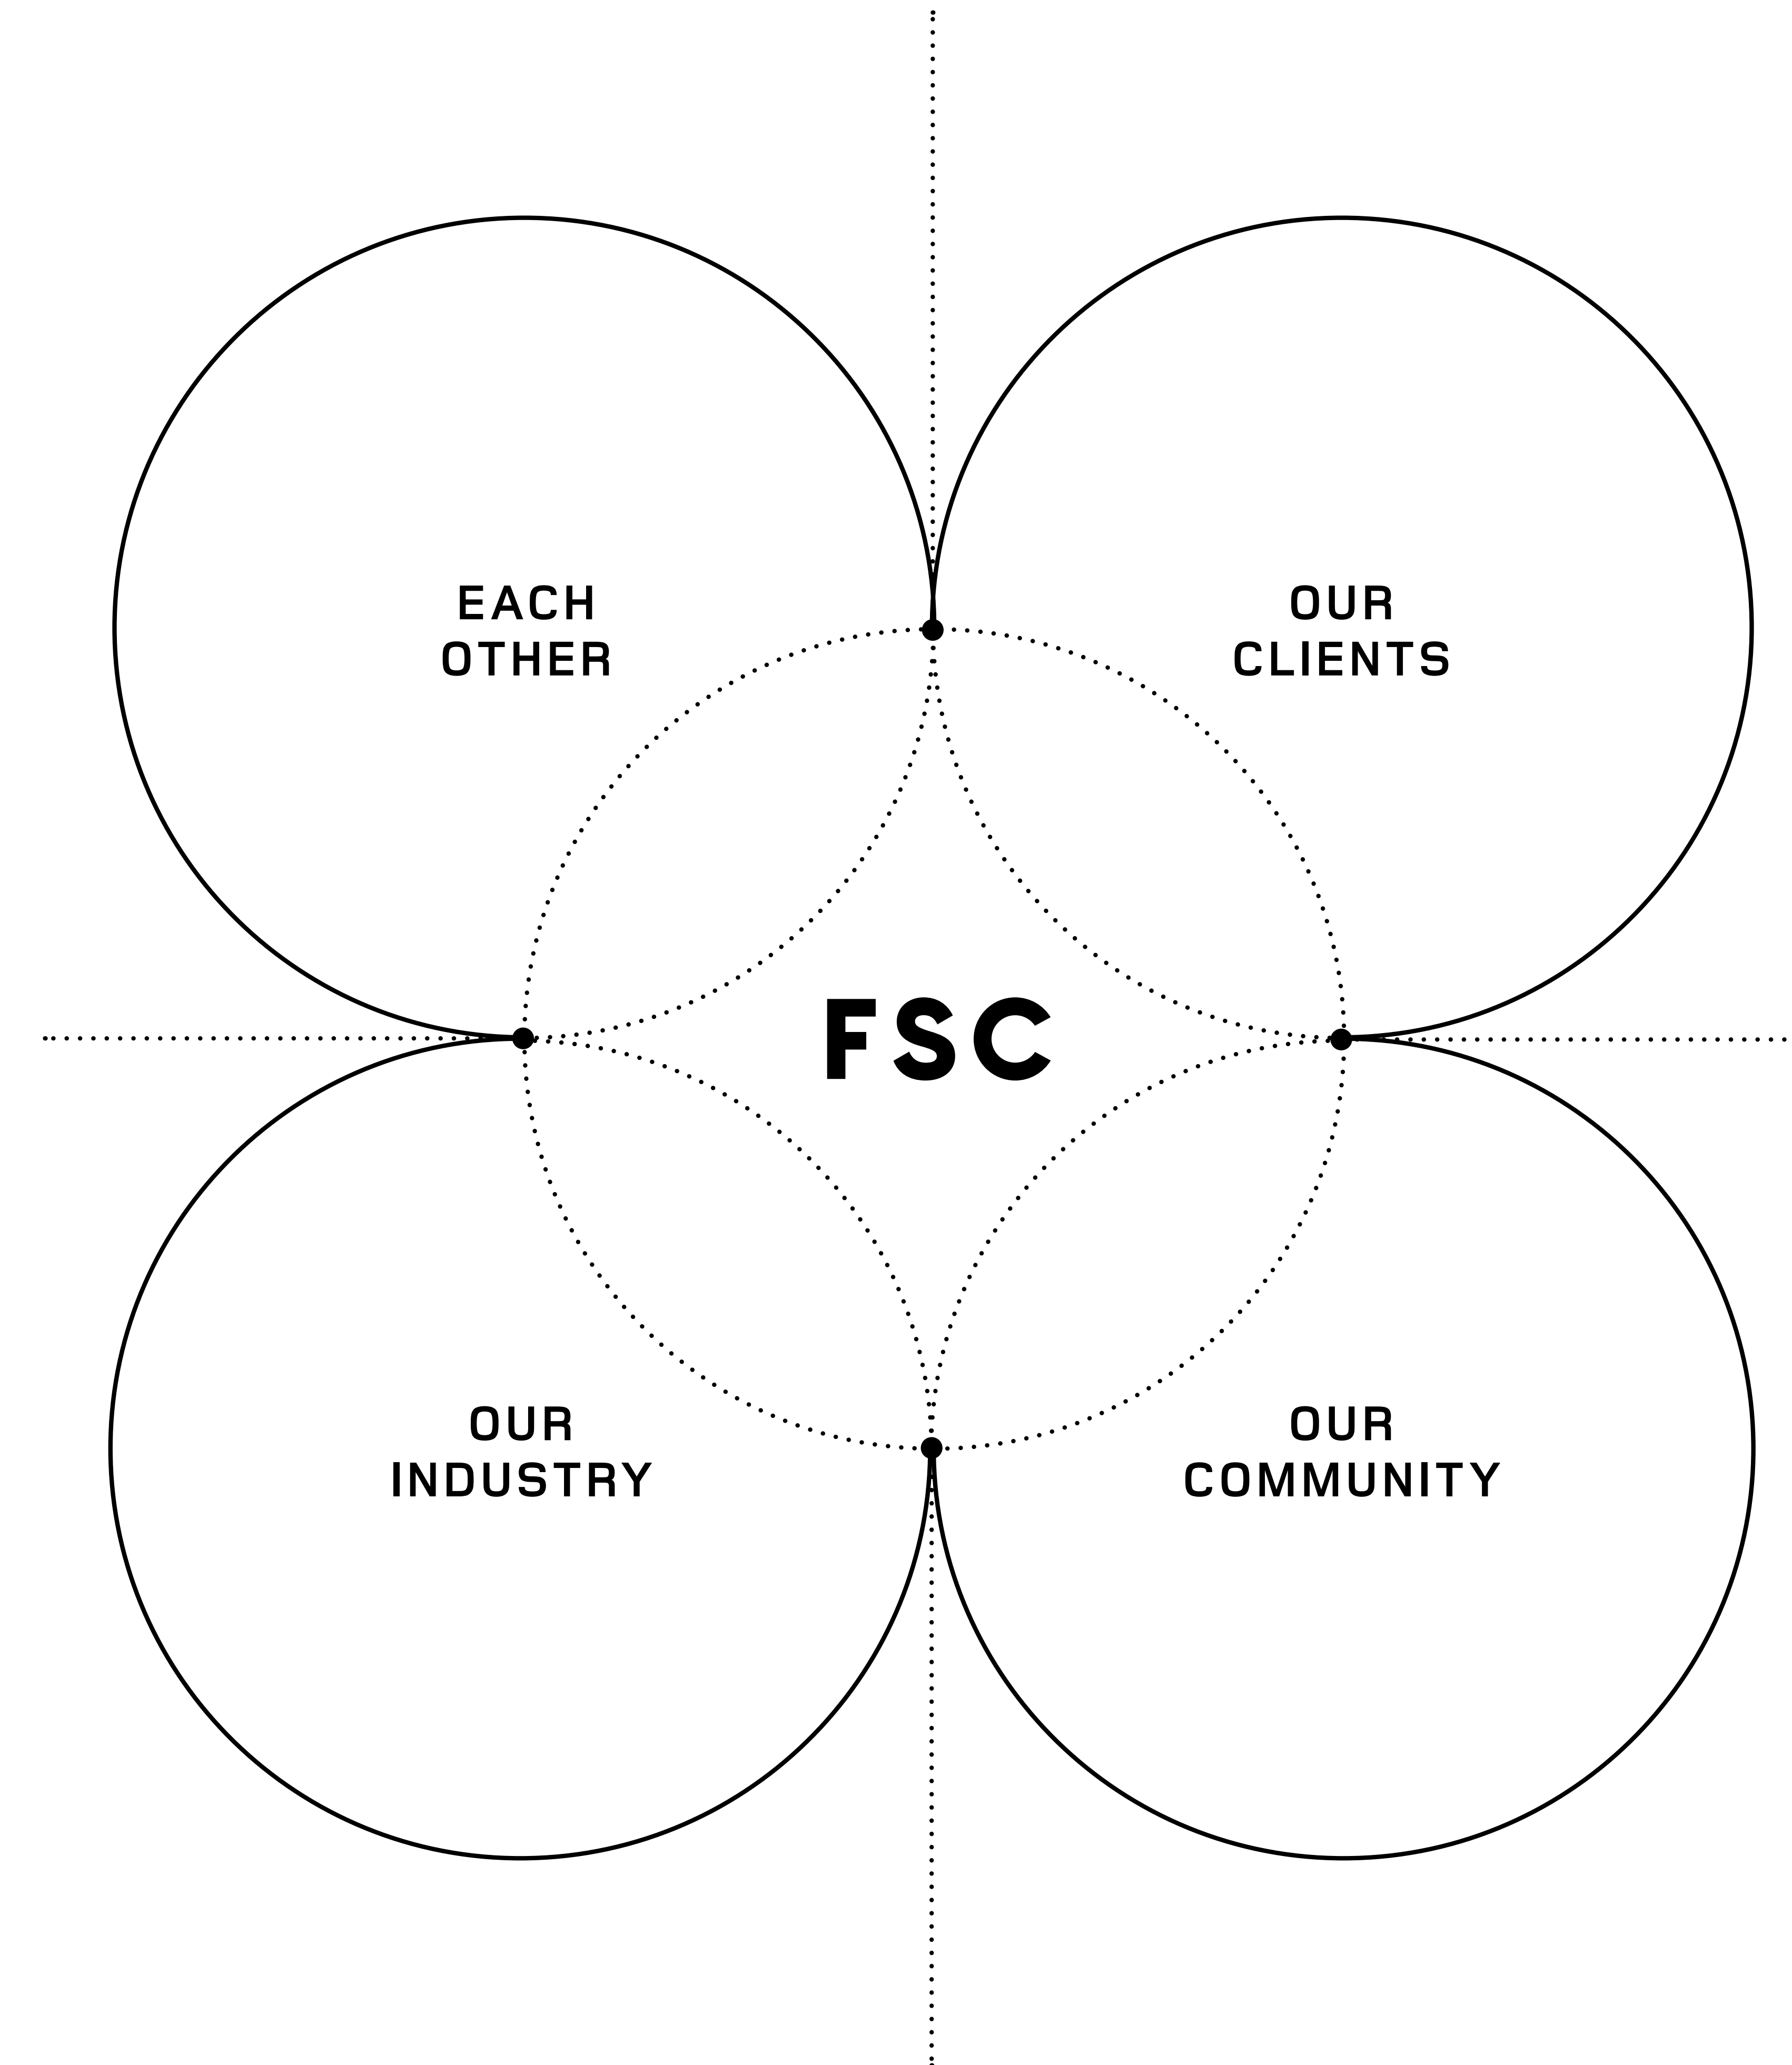 EACH
OTHER
OUR
CLIENTS
FSC
OUR
INDUSTRY
OUR
COMMUNITY